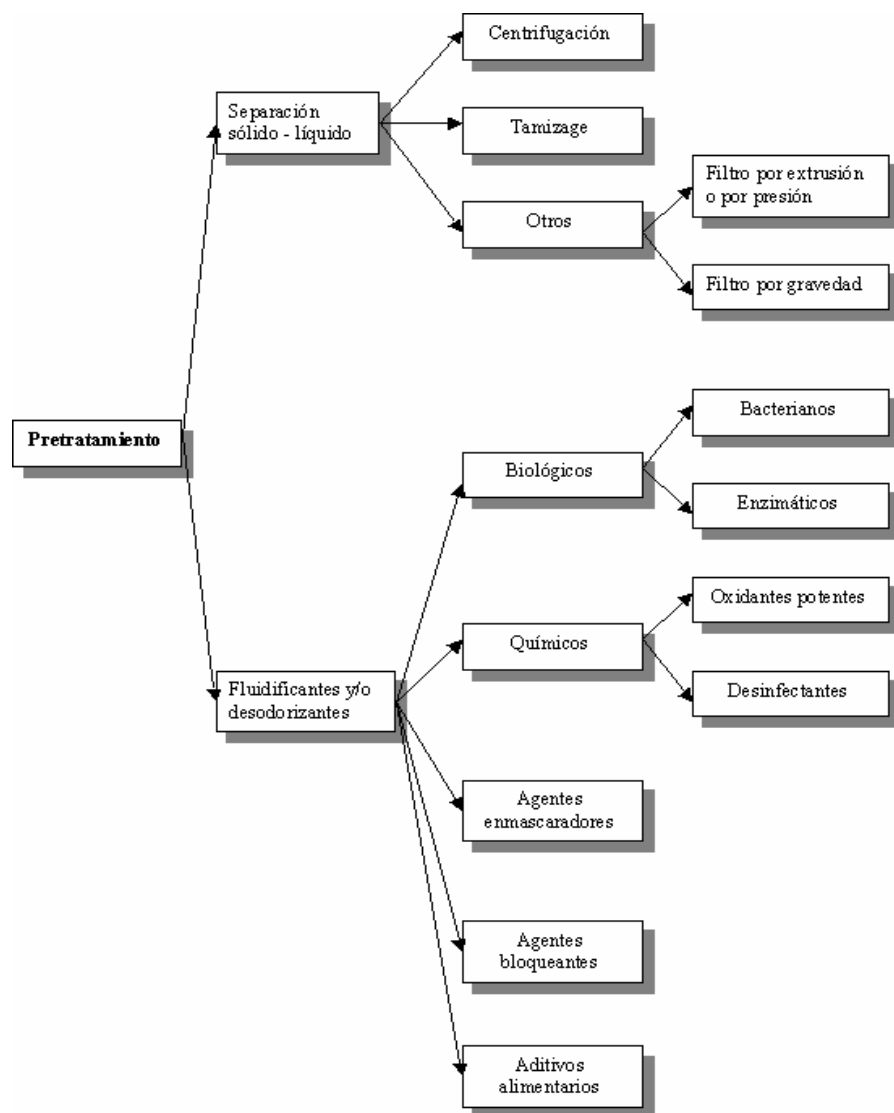 Centrifugación
Separación
sólido - líquido
Tamizage
Filtro por extrusión
o por presión
Otros
Filtro por gravedad
Pretratamiento
Bacterianos
Biológicos
Enzimáticos
Oxidantes potentes
Químicos
Fluidificantes y/o
desodorizantes
Desinfectantes
Agentes
enmascaradores
Agentes
bloqueantes
Aditivos
alimentarios